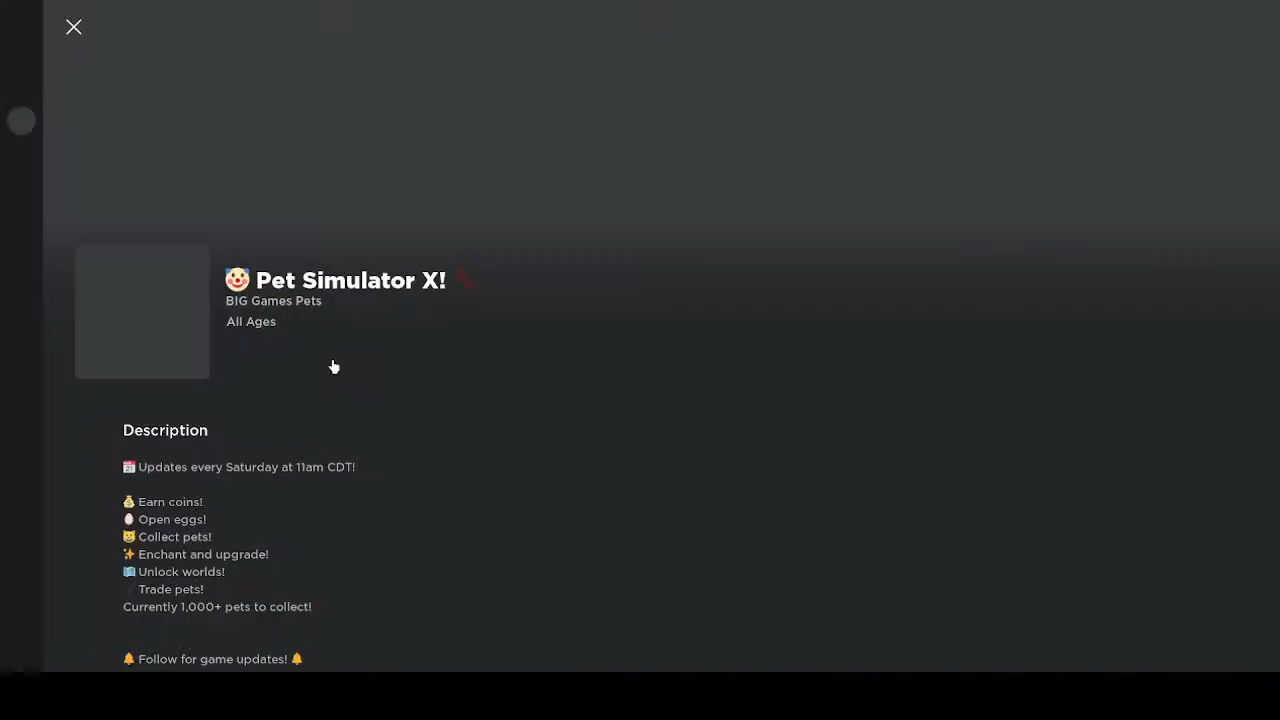 🤡 Pet Simulator X!
BIG Games Pets
All Ages
Description
📅 Updates every Saturday at 11am CDT!
💰 Earn coins!
🥚 Open eggs!
😺 Collect pets!
✨ Enchant and upgrade!
🗺️ Unlock worlds!
Trade pets!
Currently 1,000+ pets to collect!
🔔 Follow for game updates! 🔔